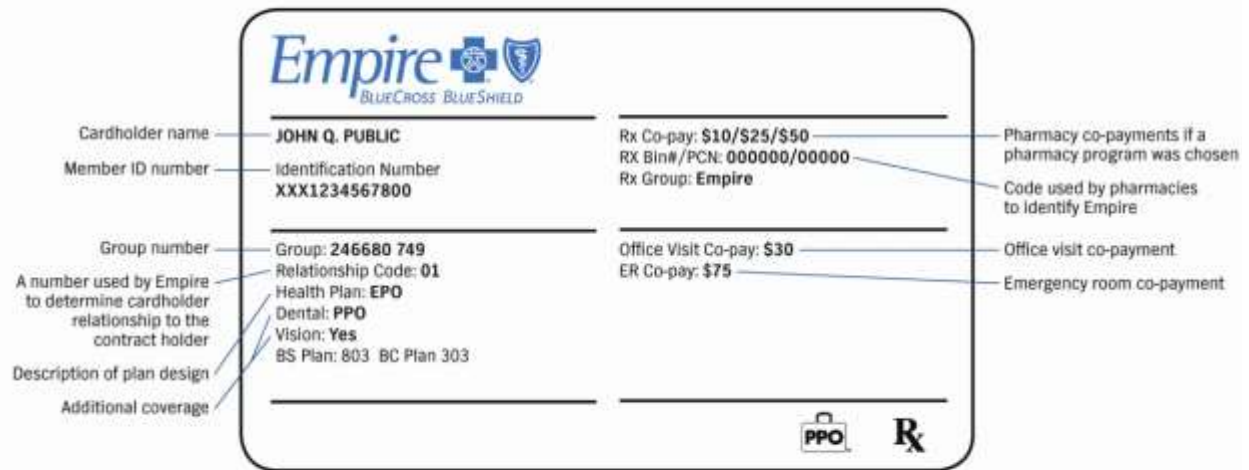 Empire
BLUECROSS BLUESHIELD
Cardholder name
JOHN Q. PUBLIC
Member ID number
Identification Number
XXX1234567800
Rx Co-pay: $10/$25/$50
Pharmacy co-payments if a
pharmacy program was chosen
RX Bin#/PCN: 000000/00000
Code used by pharmacies
to identify Empire
Rx Group: Empire
Group number
Group: 246680 749
A number used by Empire
to determine cardholder
relationship to the
contract holder
Relationship Code: 01
Description of plan design
Health Plan: EPO
Additional coverage
Dental: PPO
Vision: Yes
BS Plan: 803 BC Plan 303
Office Visit Co-pay: $30
Office visit co-payment
ER Co-pay: $75
Emergency room co-payment
PPO
Rx